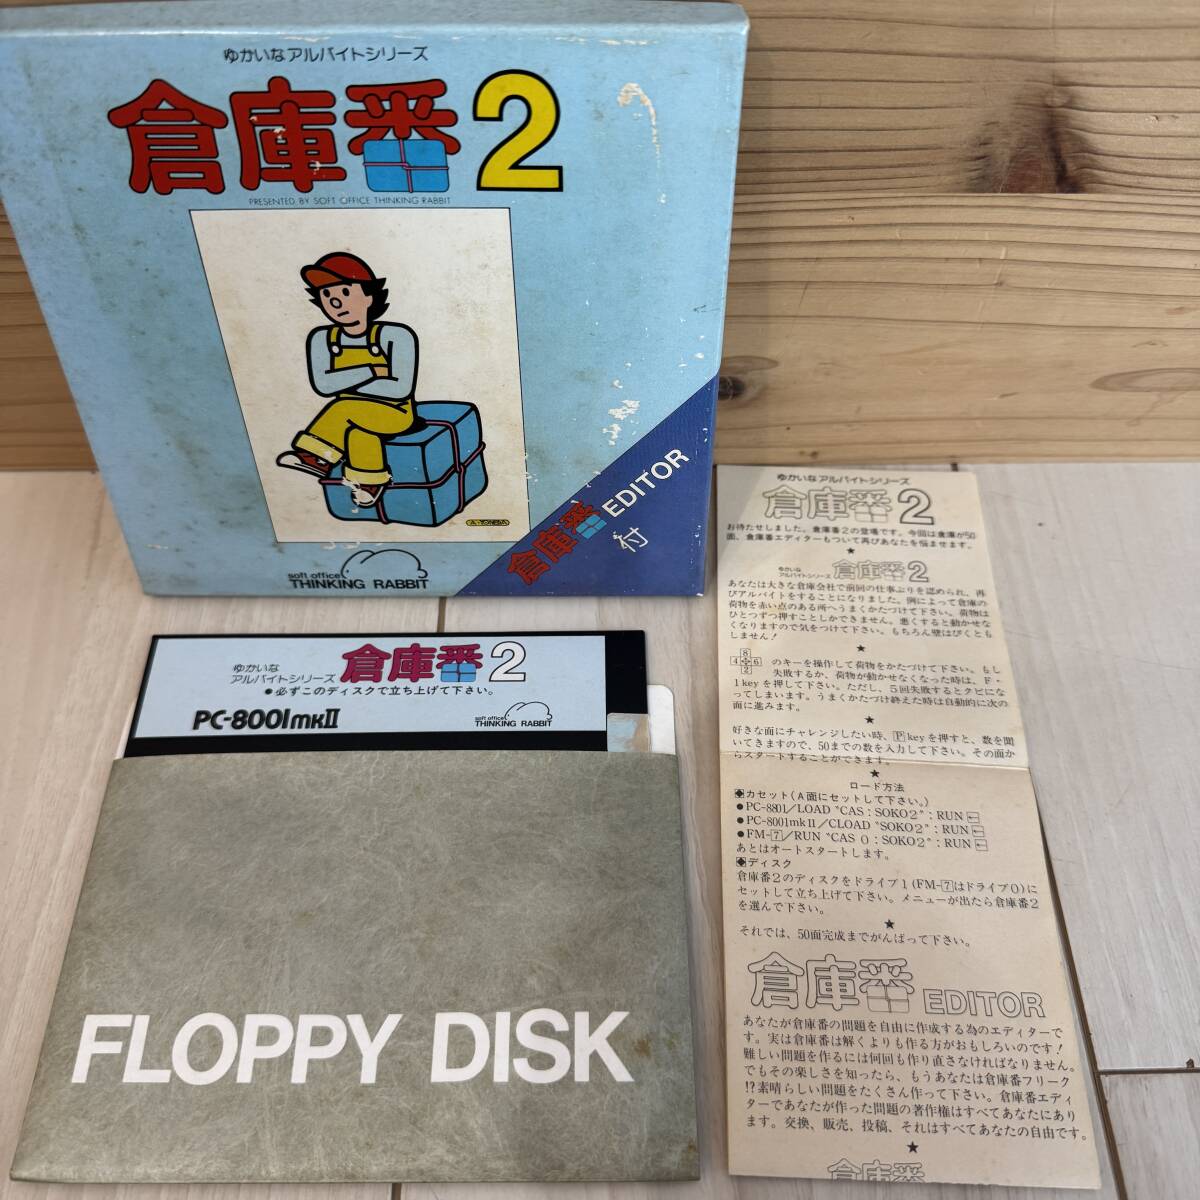 ゆかいなアルバイトシリーズ
倉庫番2
PRESENTED BY SOFT OFFICE THINKING RABBIT
倉庫番EDITOR
付
soft office
THINKING RABBIT
ゆかいな
アルバイトシリーズ
倉庫番2
●必ずこのディスクで立ち上げて下さい。
PC-8001mkII
soft office
THINKING RABBIT
FLOPPY DISK
ゆかいなアルバイトシリーズ
倉庫番2
お待たせしました。倉庫番2の登場です。今回は倉庫が50
面、倉庫番エディターもついて再びあなたを悩ませます。
★
ゆかいな
アルバイトシリーズ
倉庫番2
あなたは大きな倉庫会社で前回の仕事ぶりを認められ、再
びアルバイトをすることになりました。例によって倉庫の
荷物を赤い点のある所へうまくかたづけて下さい。荷物は
ひとつずつ押すことしかできません。悪くすると動かせな
くなりますので気をつけて下さい。もちろん壁はびくとも
しません!
★
8
4 6
2
のキーを操作して荷物をかたづけて下さい。もし
失敗するか、荷物が動かせなくなった時は、F・
1keyを押して下さい。ただし、5回失敗するとクビにな
ってしまいます。うまくかたづけ終えた時は自動的に次の
面に進みます。
★
好きな面にチャレンジしたい時、Pkeyを押すと、数を聞
いてきますので、50までの数を入力して下さい。その面か
らスタートすることができます。
★
ロード方法
◆カセット(A面にセットして下さい。)
●PC-8801/LOAD “CAS:SOKO2”:RUN←
●PC-8001mkII/CLOAD “SOKO2”:RUN←
●FM-7/RUN “CAS 0:SOKO2”:RUN←
あとはオートスタートします。
◆ディスク
倉庫番2のディスクをドライブ1(FM-7はドライブ0)に
セットして立ち上げて下さい。メニューが出たら倉庫番2
を選んで下さい。
★
それでは、50面完成までがんばって下さい。
倉庫番EDITOR
あなたが倉庫番の問題を自由に作成する為のエディターで
す。実は倉庫番は解くよりも作る方がおもしろいのです!
難しい問題を作るには何回も作り直さなければなりません。
でもその楽しさを知ったら、もうあなたは倉庫番フリーク
!?素晴らしい問題をたくさん作って下さい。倉庫番エディ
ターであなたが作った問題の著作権はすべてあなたにあり
ます。交換、販売、投稿、それはすべてあなたの自由です。
★
倉庫番